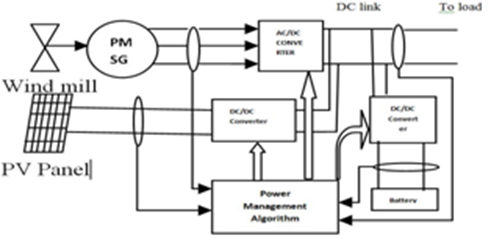 DC link
To load
PM
SG
AC/DC
CONVE
RTER
Wind mill
DC/DC
Converter
DC/DC
Convert
er
PV Panel
Power
Management
Algorithm
Battery